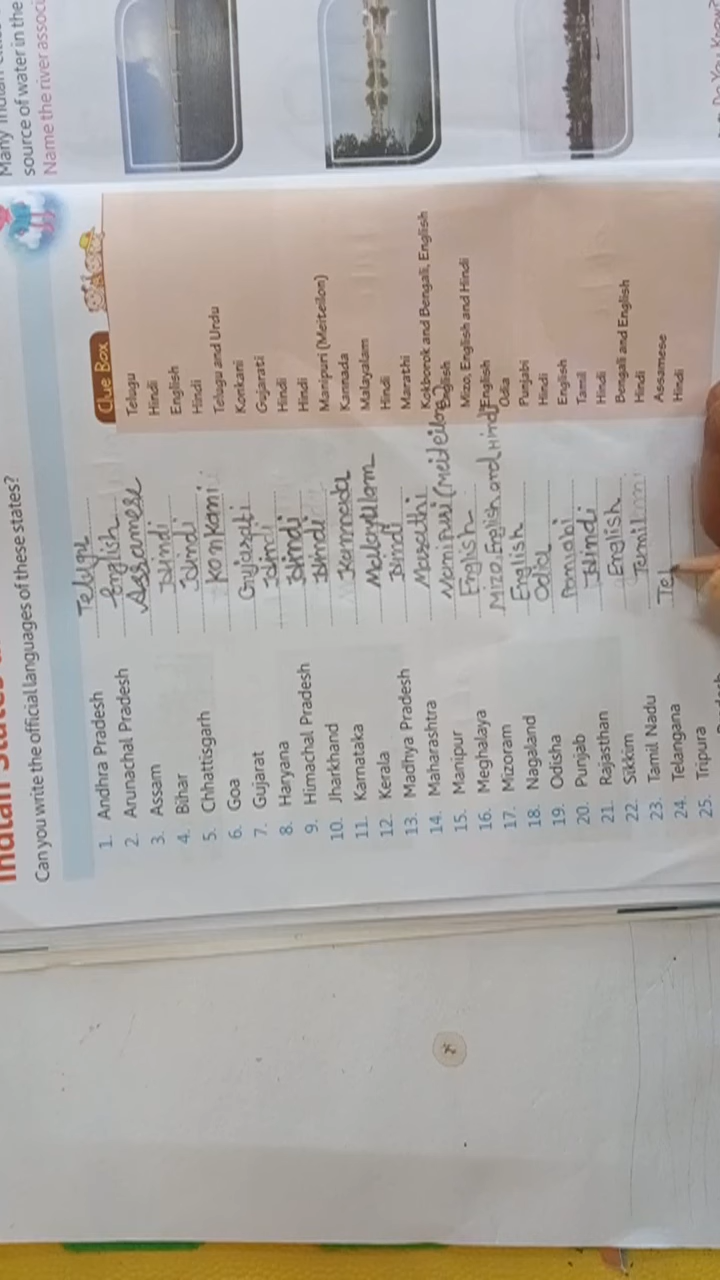 Many Indian
source of water in the
Name the river associ
Can you write the official languages of these states?
1. Andhra Pradesh Telugu
2. Arunachal Pradesh English
3. Assam Assamese
4. Bihar Hindi
5. Chhattisgarh Hindi
6. Goa Konkani
7. Gujarat Gujarati
8. Haryana Hindi
9. Himachal Pradesh Hindi
10. Jharkhand Hindi
11. Karnataka Kannada
12. Kerala Malayalam
13. Madhya Pradesh Hindi
14. Maharashtra Marathi
15. Manipur Manipuri (Meiteilon)
16. Meghalaya English
17. Mizoram Mizo, English and Hindi
18. Nagaland English
19. Odisha Odia
20. Punjab Punjabi
21. Rajasthan Hindi
22. Sikkim English
23. Tamil Nadu Tamil
24. Telangana Tel
25. Tripura
Clue Box
Telugu
Hindi
English
Hindi
Telugu and Urdu
Konkani
Gujarati
Hindi
Hindi
Manipuri (Meiteilon)
Kannada
Malayalam
Hindi
Marathi
Kokborok and Bengali, English
English
Mizo, English and Hindi
English
Odia
Punjabi
Hindi
English
Tamil
Hindi
Bengali and English
Hindi
Assamese
Hindi
Do You Know?